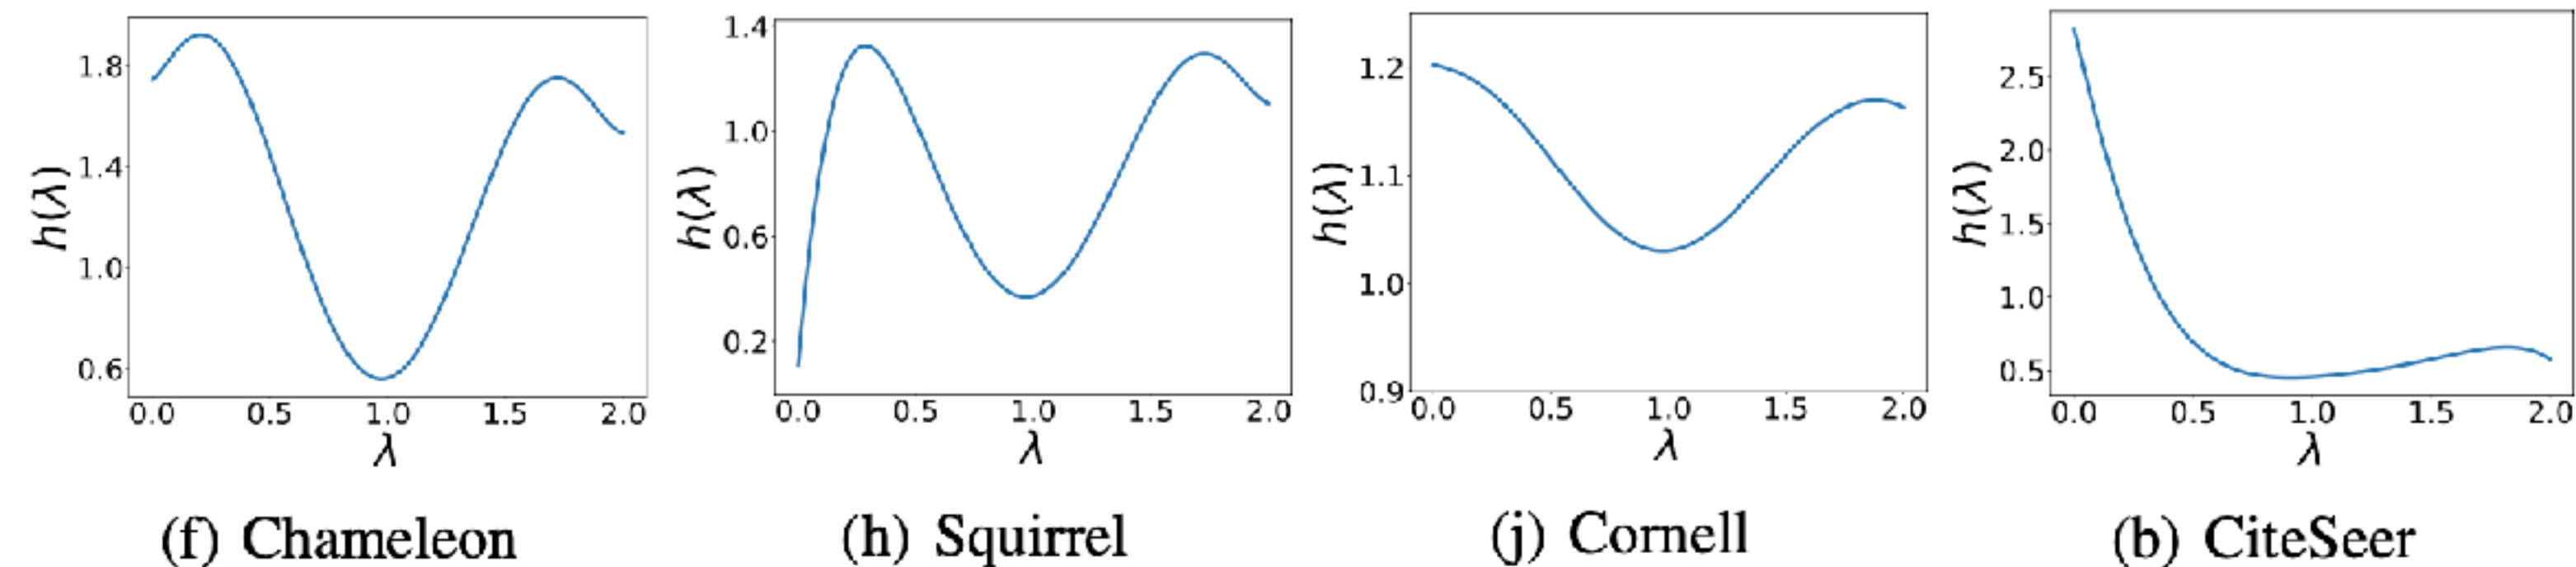 h(λ)
1.8
1.4
1.0
0.6
0.0 0.5 1.0 1.5 2.0
λ
(f) Chameleon
h(λ)
1.4
1.0
0.6
0.2
0.0 0.5 1.0 1.5 2.0
λ
(h) Squirrel
h(λ)
1.2
1.1
1.0
0.9
0.0 0.5 1.0 1.5 2.0
λ
(j) Cornell
h(λ)
2.5
2.0
1.5
1.0
0.5
0.0 0.5 1.0 1.5 2.0
λ
(b) CiteSeer